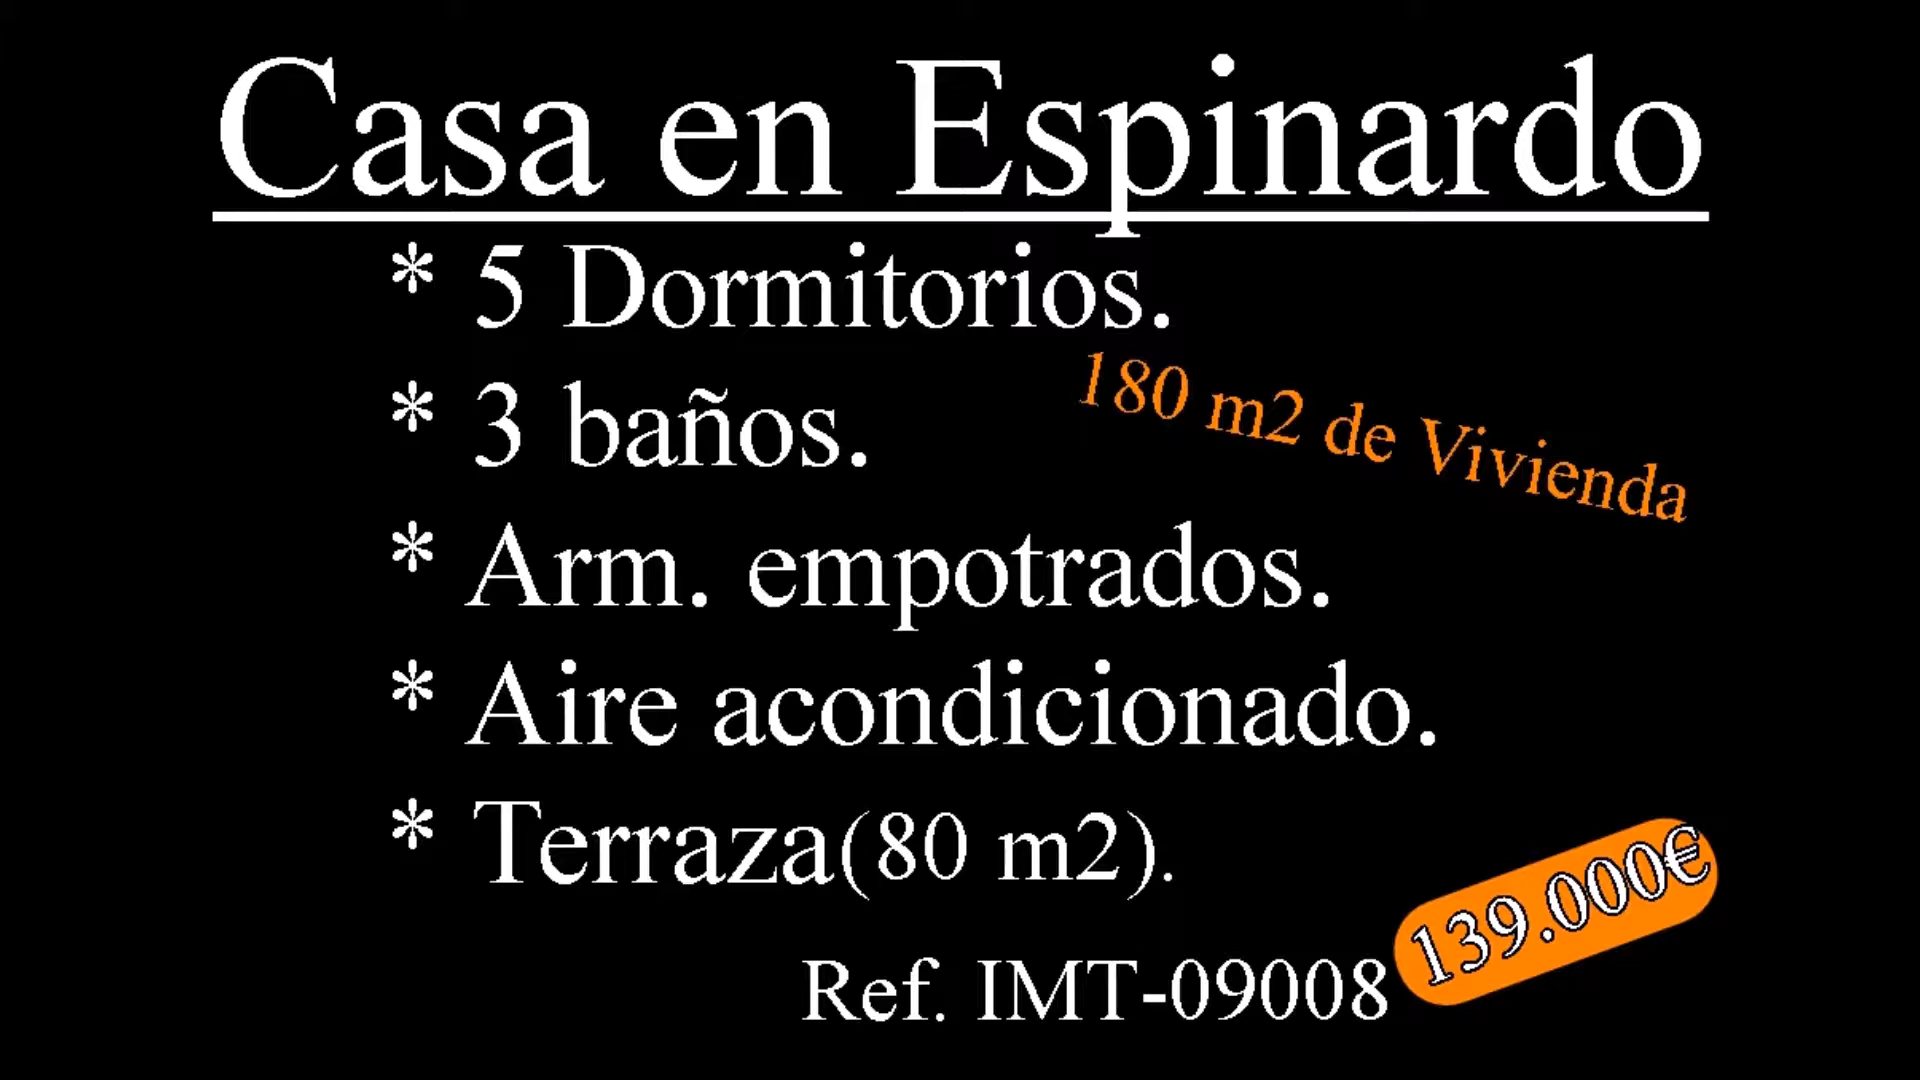 Casa en Espinardo
* 5 Dormitorios.
* 3 baños.
180 m2 de Vivienda
* Arm. empotrados.
* Aire acondicionado.
* Terraza(80 m2).
139.000€
Ref. IMT-09008